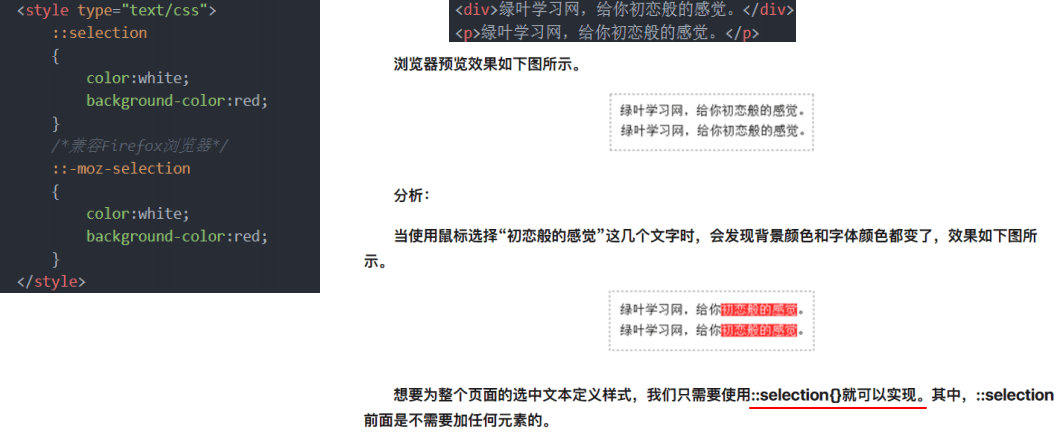 <style type="text/css">
::selection
{
color:white;
background-color:red;
}
/*兼容Firefox浏览器*/
::-moz-selection
{
color:white;
background-color:red;
}
</style>
<div>绿叶学习网，给你初恋般的感觉。</div>
<p>绿叶学习网，给你初恋般的感觉。</p>
浏览器预览效果如下图所示。
绿叶学习网，给你初恋般的感觉。
绿叶学习网，给你初恋般的感觉。
分析：
当使用鼠标选择“初恋般的感觉”这几个文字时，会发现背景颜色和字体颜色都变了，效果如下图所
示。
绿叶学习网，给你初恋般的感觉。
绿叶学习网，给你初恋般的感觉。
想要为整个页面的选中文本定义样式，我们只需要使用::selection{}就可以实现。其中，::selection
前面是不需要加任何元素的。